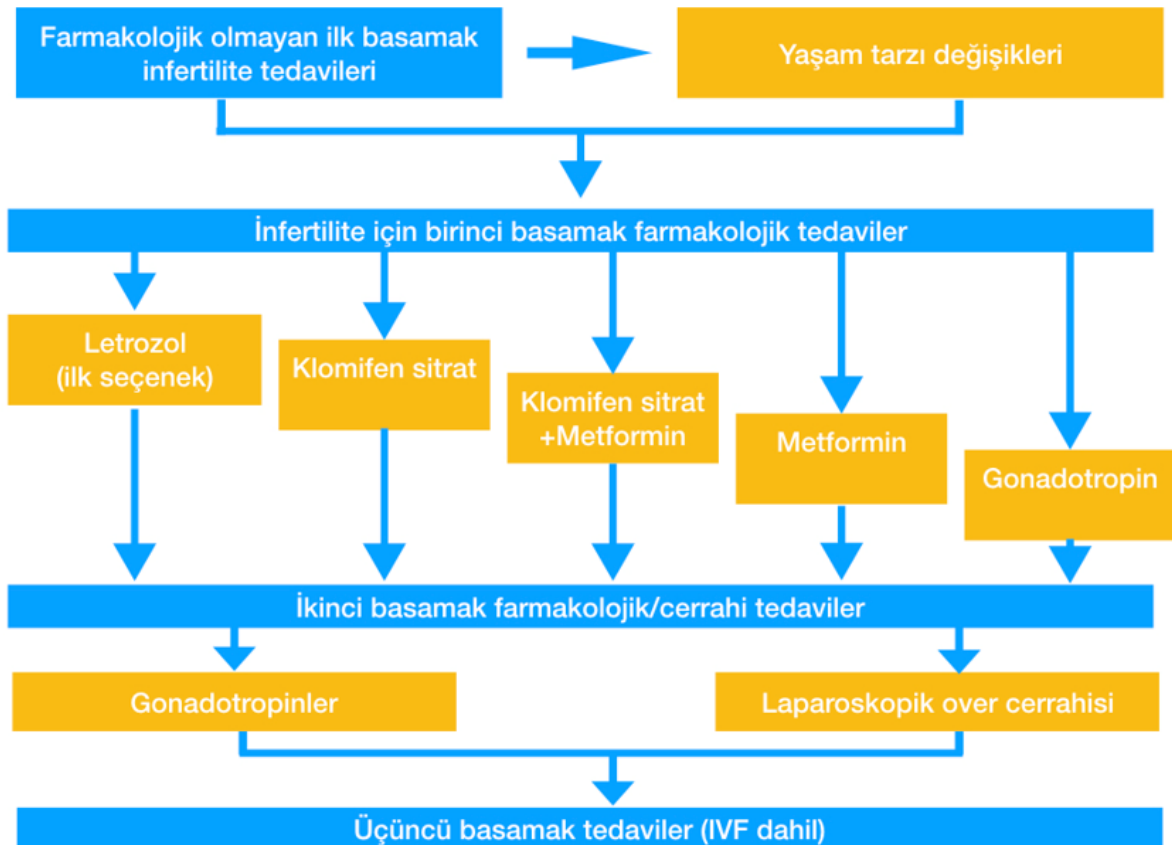 Farmakolojik olmayan ilk basamak
infertilite tedavileri
Yaşam tarzı değişikleri
İnfertilite için birinci basamak farmakolojik tedaviler
Letrozol
(ilk seçenek)
Klomifen sitrat
Klomifen sitrat
+Metformin
Metformin
Gonadotropin
İkinci basamak farmakolojik/cerrahi tedaviler
Gonadotropinler
Laparoskopik over cerrahisi
Üçüncü basamak tedaviler (IVF dahil)